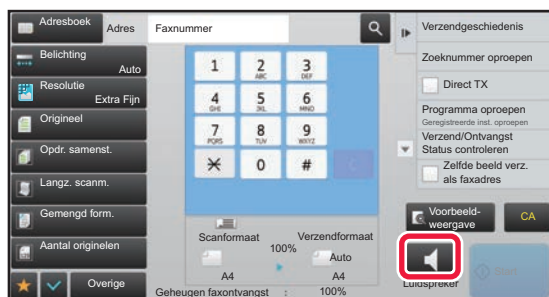 Adresboek
Adres
Faxnummer
Belichting
Auto
Resolutie
Extra Fijn
Origineel
Opdr. samenst.
Langz. scanm.
Gemengd form.
Aantal originelen
Overige
1
2
ABC
3
DEF
4
GHI
5
JKL
6
MNO
7
PQRS
8
TUV
9
WXYZ
0
#
Scanformaat
100%
Verzendformaat
Auto
A4
A4
Geheugen faxontvangst : 100%
Verzendgeschiedenis
Zoeknummer oproepen
Direct TX
Programma oproepen
Geregistreerde inst. oproepen
Verzend/Ontvangst
Status controleren
Zelfde beeld verz.
als faxadres
Voorbeeld-
weergave
CA
Luidspreker
Start